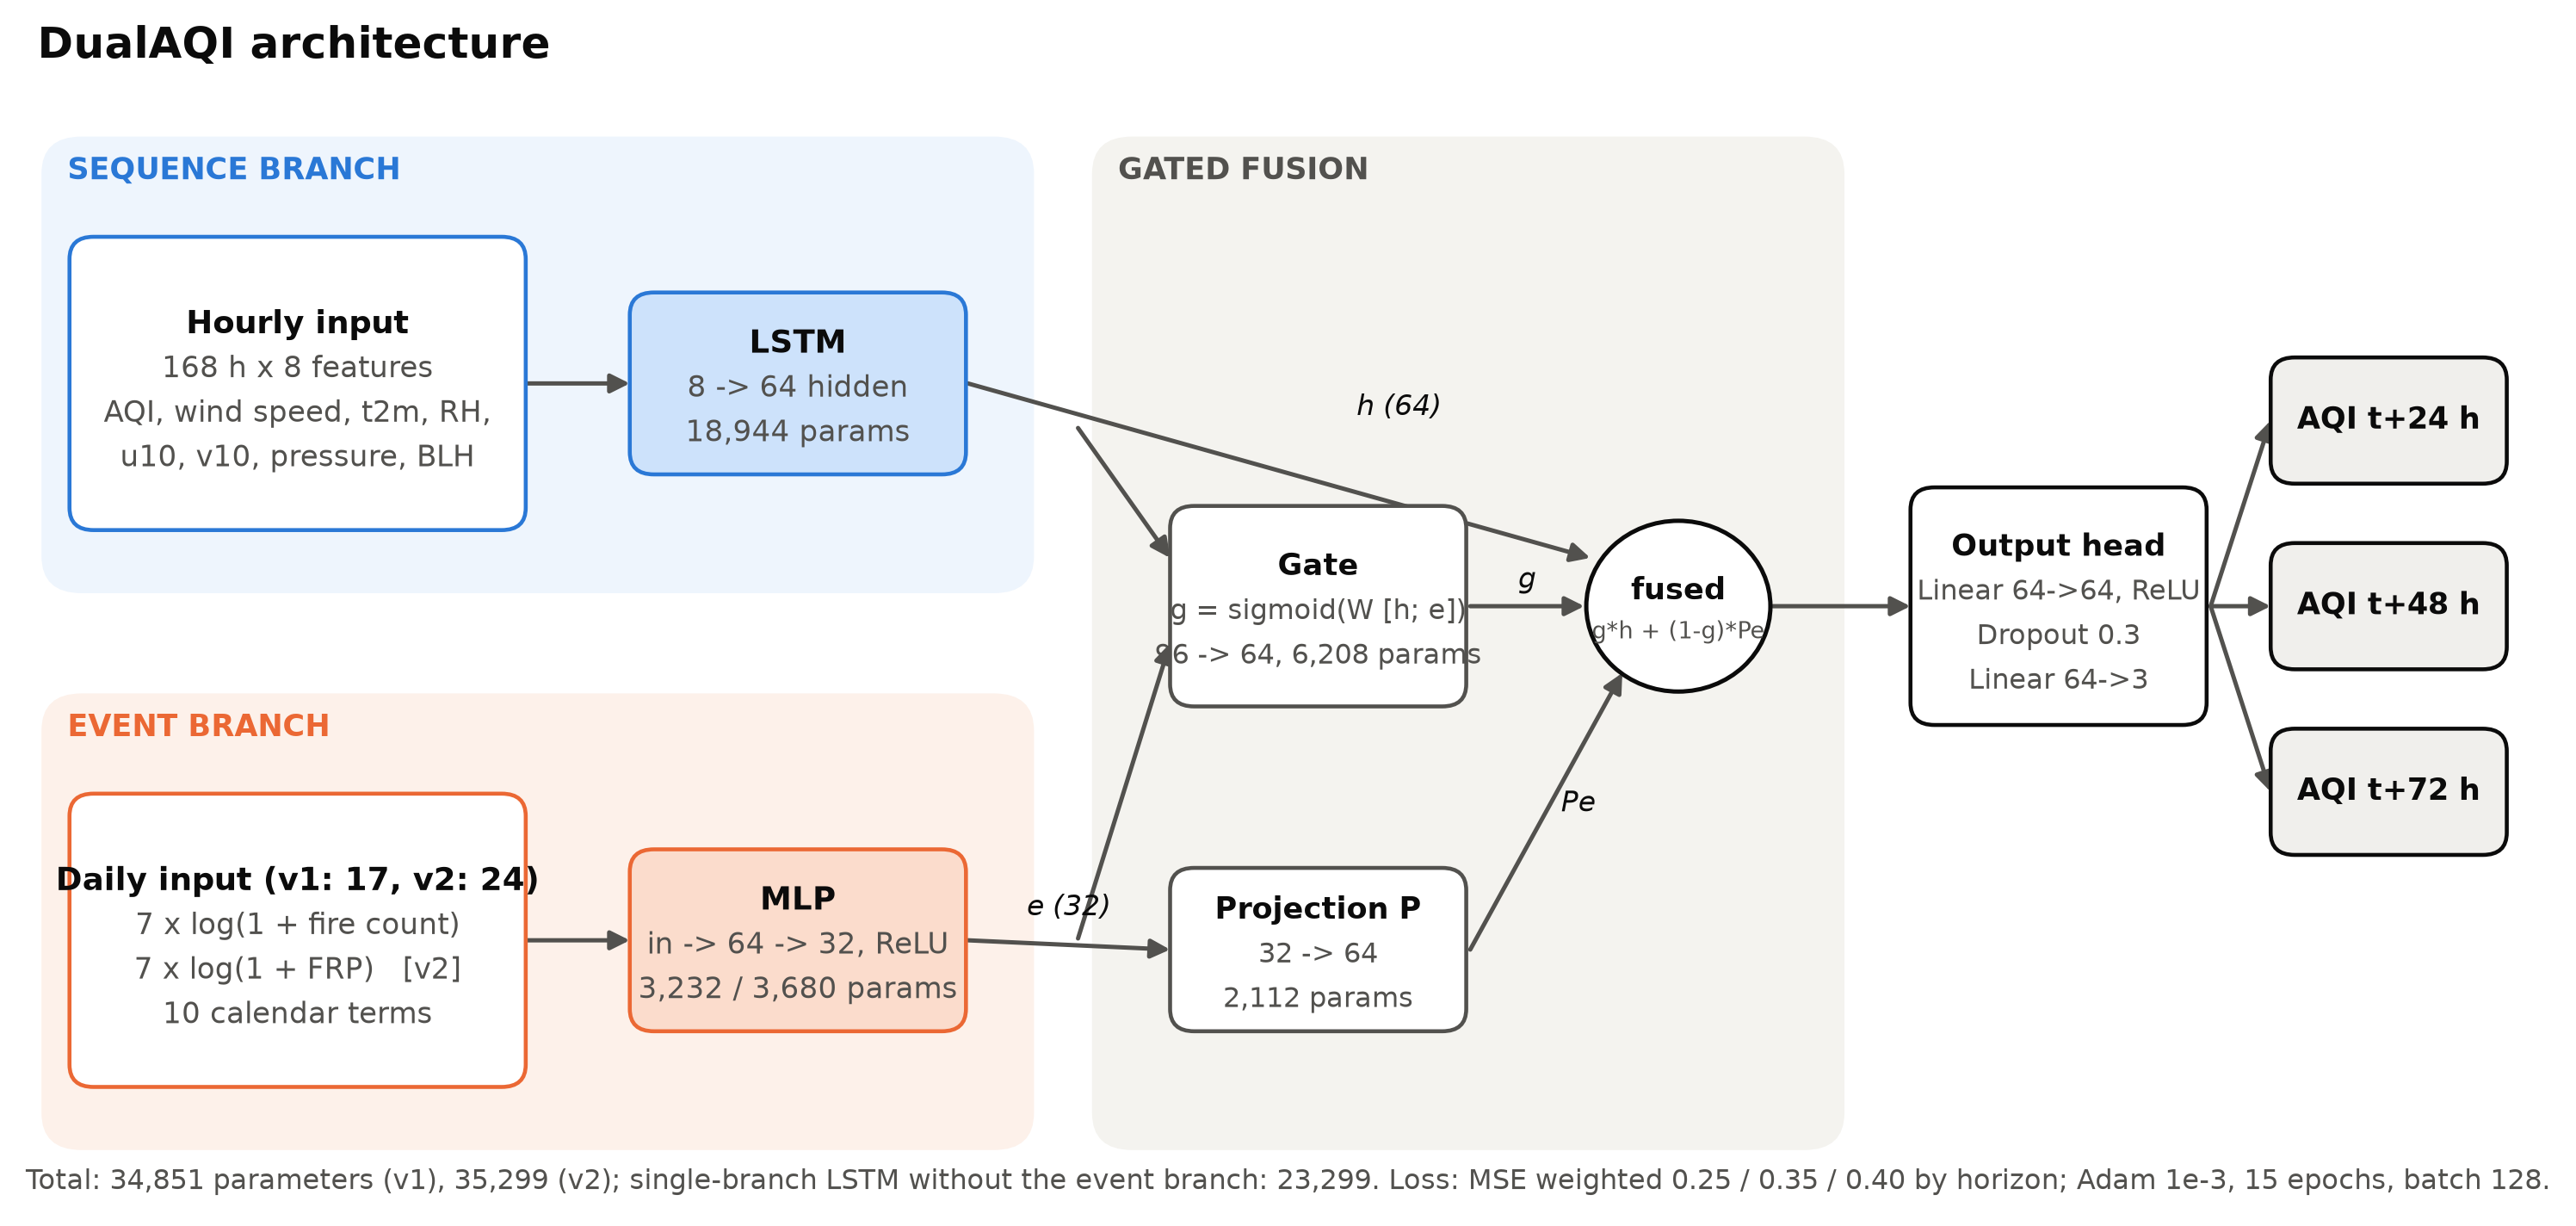 DualAQI architecture
SEQUENCE BRANCH
Hourly input
168 h x 8 features
AQI, wind speed, t2m, RH,
u10, v10, pressure, BLH
LSTM
8 -> 64 hidden
18,944 params
EVENT BRANCH
Daily input (v1: 17, v2: 24)
7 x log(1 + fire count)
7 x log(1 + FRP) [v2]
10 calendar terms
MLP
in -> 64 -> 32, ReLU
3,232 / 3,680 params
GATED FUSION
h (64)
e (32)
Gate
g = sigmoid(W [h; e])
96 -> 64, 6,208 params
g
Projection P
32 -> 64
2,112 params
Pe
fused
g*h + (1-g)*Pe
Output head
Linear 64->64, ReLU
Dropout 0.3
Linear 64->3
AQI t+24 h
AQI t+48 h
AQI t+72 h
Total: 34,851 parameters (v1), 35,299 (v2); single-branch LSTM without the event branch: 23,299. Loss: MSE weighted 0.25 / 0.35 / 0.40 by horizon; Adam 1e-3, 15 epochs, batch 128.